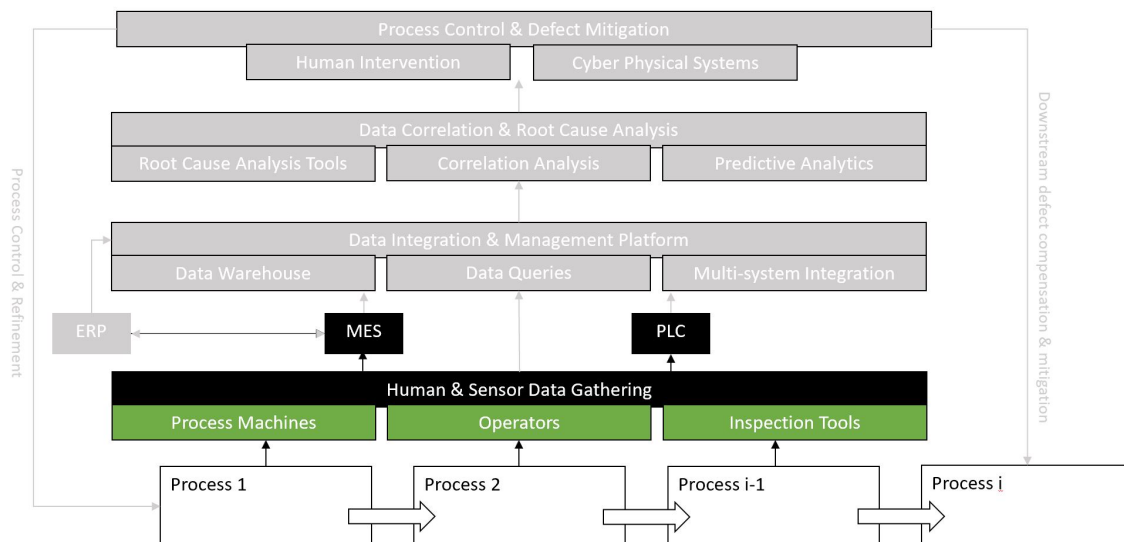 Process Control & Defect Mitigation
Human Intervention
Cyber Physical Systems
Data Correlation & Root Cause Analysis
Root Cause Analysis Tools
Correlation Analysis
Predictive Analytics
Process Control & Refinement
Downstream defect compensation & mitigation
Data Integration & Management Platform
Data Warehouse
Data Queries
Multi-system Integration
ERP
MES
PLC
Human & Sensor Data Gathering
Process Machines
Operators
Inspection Tools
Process 1
Process 2
Process i-1
Process i